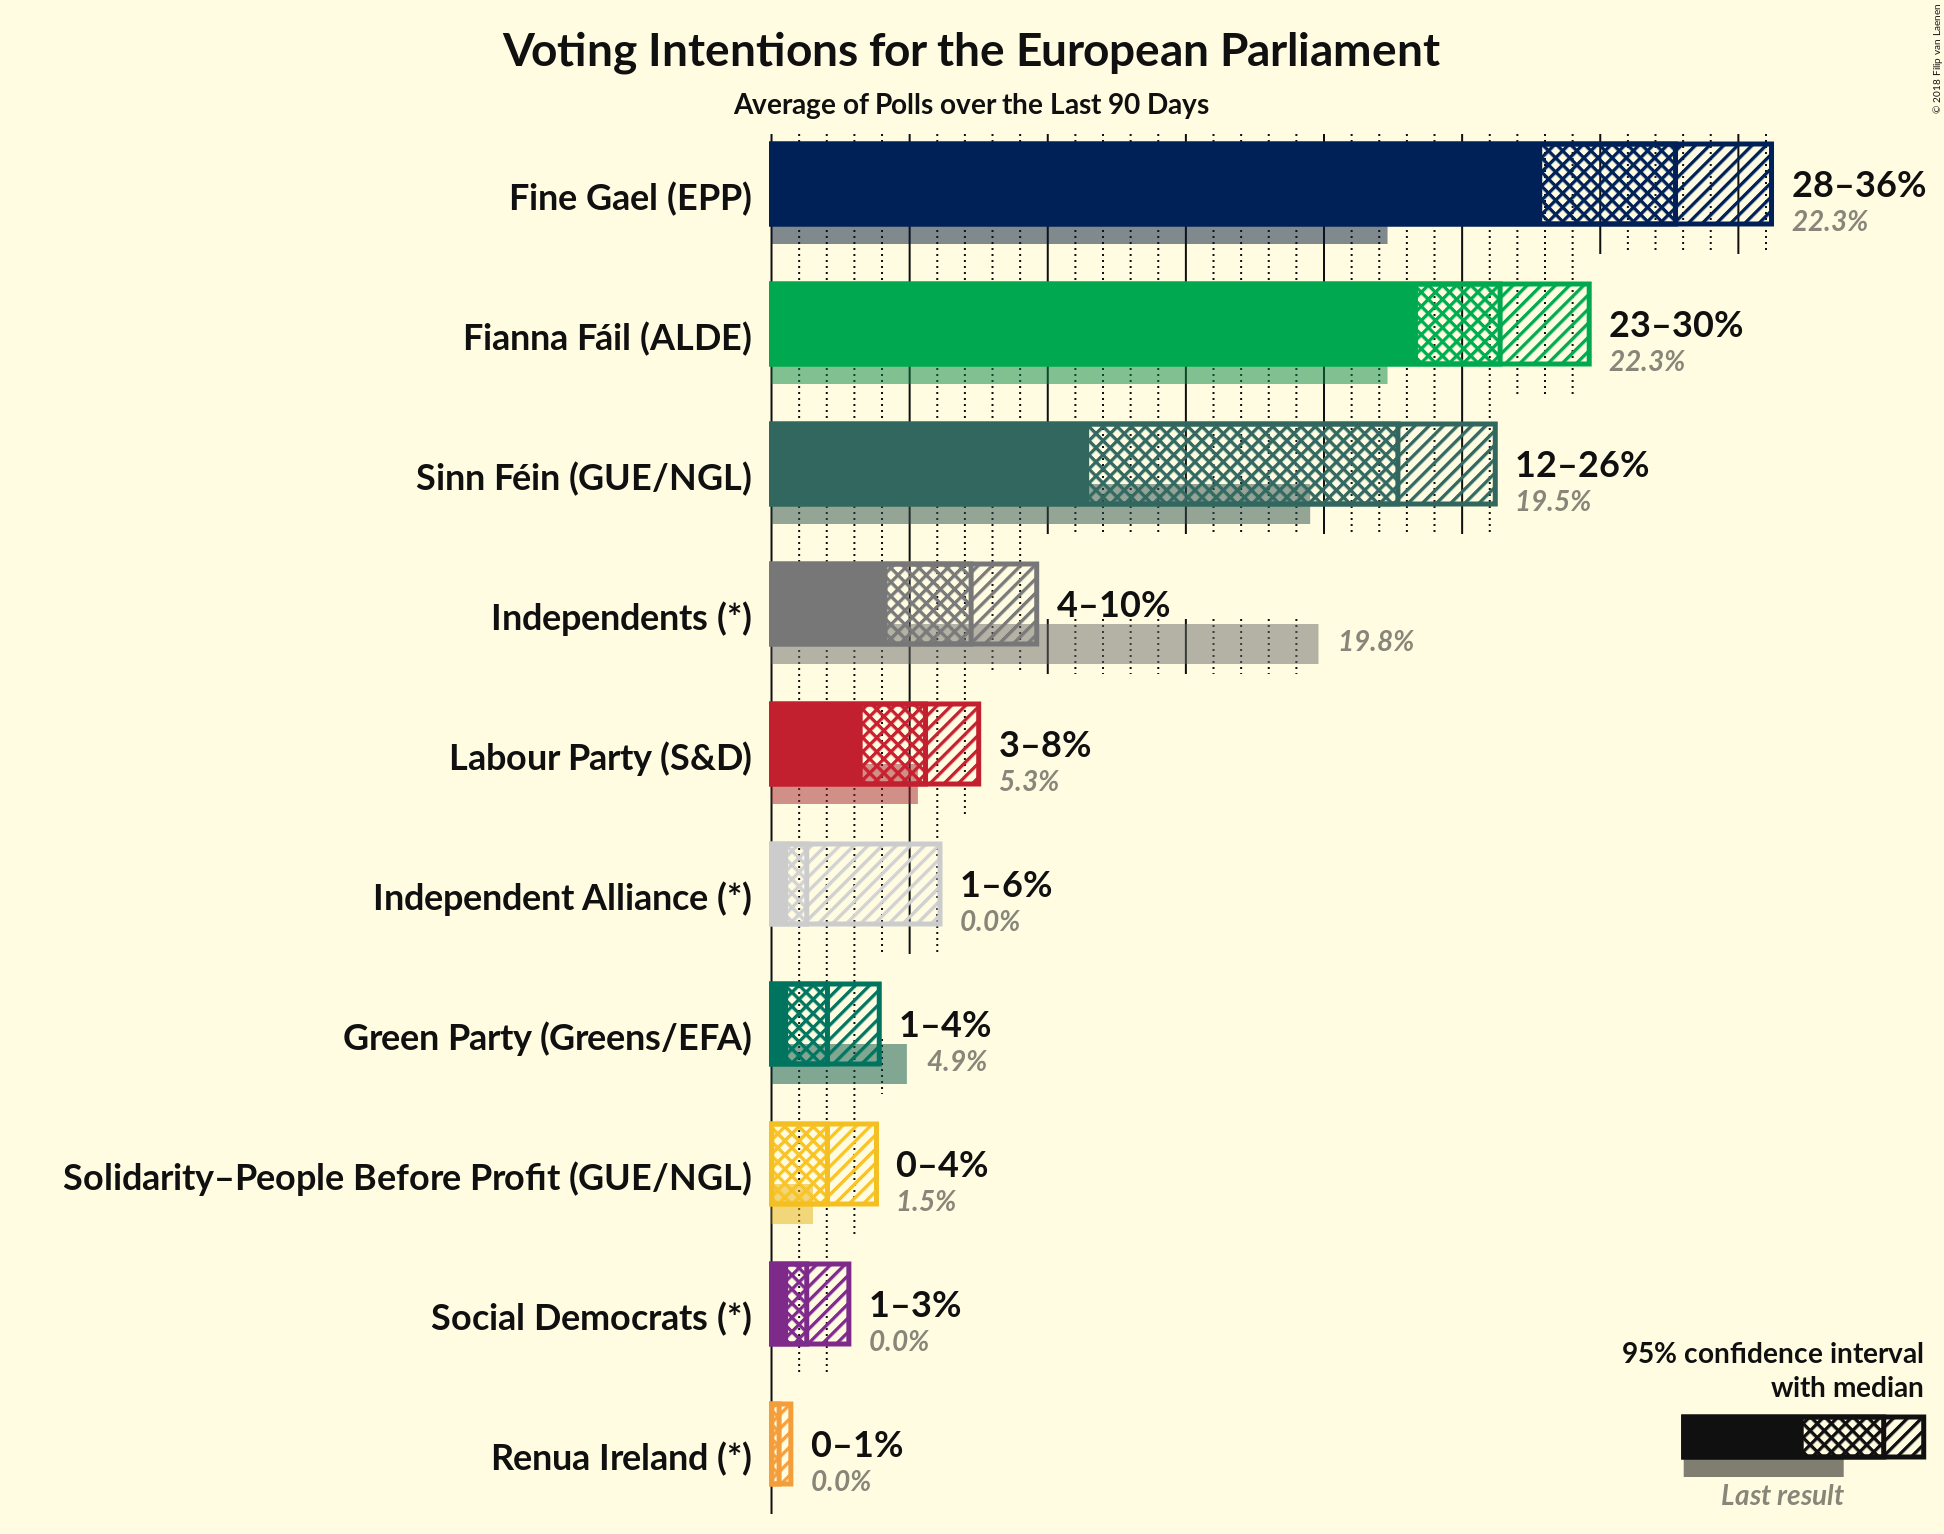 Voting Intentions for the European Parliament
Average of Polls over the Last 90 Days
© 2018 Filip van Laenen
Fine Gael (EPP)
28–36%
22.3%
Fianna Fáil (ALDE)
23–30%
22.3%
Sinn Féin (GUE/NGL)
12–26%
19.5%
Independents (*)
4–10%
19.8%
Labour Party (S&D)
3–8%
5.3%
Independent Alliance (*)
1–6%
0.0%
Green Party (Greens/EFA)
1–4%
4.9%
Solidarity–People Before Profit (GUE/NGL)
0–4%
1.5%
Social Democrats (*)
1–3%
0.0%
Renua Ireland (*)
0–1%
0.0%
95% confidence interval
with median
Last result